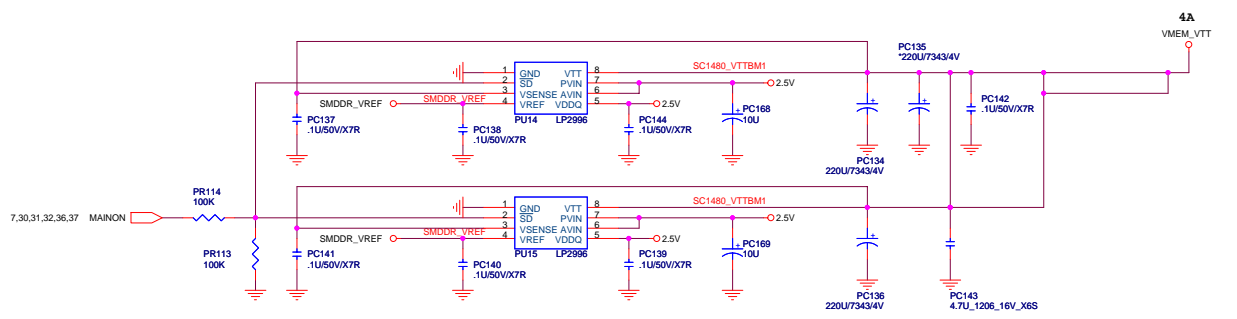 4A
VMEM_VTT
PC135
*220U/7343/4V
SC1480_VTTBM1
1 GND VTT 8
2 SD PVIN 7
3 VSENSE AVIN 6
4 VREF VDDQ 5
2.5V
SMDDR_VREF
SMDDR_VREF
2.5V
PU14 LP2996
PC137
.1U/50V/X7R
PC138
.1U/50V/X7R
PC144
.1U/50V/X7R
PC168
10U
PC142
.1U/50V/X7R
PC134
220U/7343/4V
PR114
100K
7,30,31,32,36,37 MAINON
SC1480_VTTBM1
1 GND VTT 8
2 SD PVIN 7
3 VSENSE AVIN 6
4 VREF VDDQ 5
2.5V
SMDDR_VREF
SMDDR_VREF
2.5V
PU15 LP2996
PR113
100K
PC141
.1U/50V/X7R
PC140
.1U/50V/X7R
PC139
.1U/50V/X7R
PC169
10U
PC136
220U/7343/4V
PC143
4.7U_1206_16V_X6S